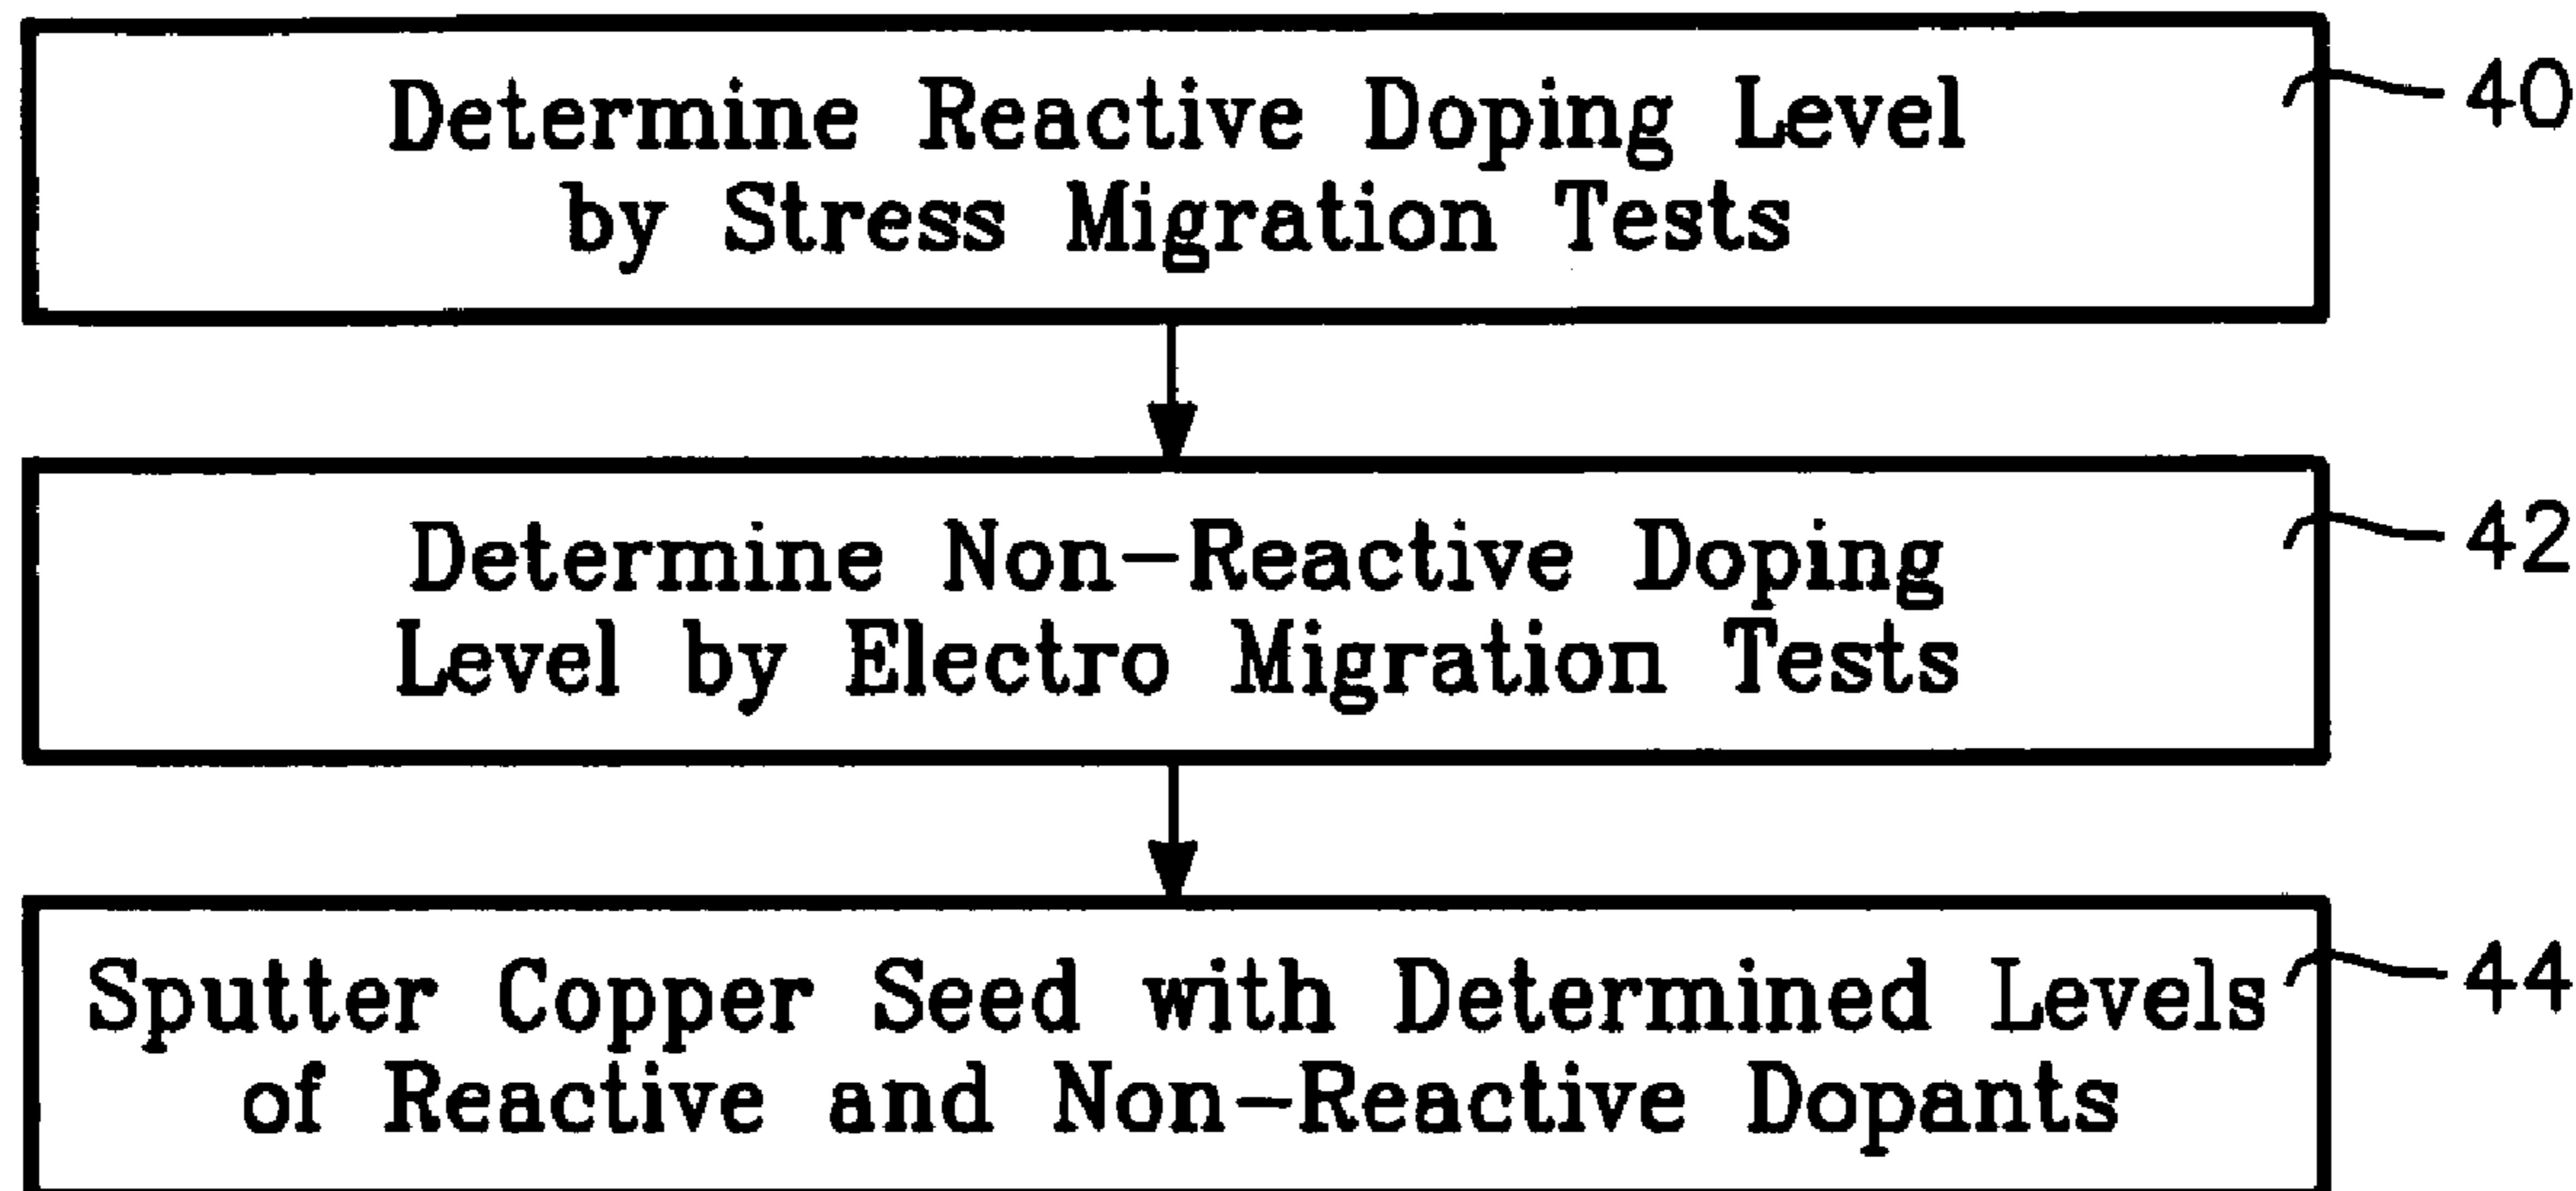 Determine Reactive Doping Level
by Stress Migration Tests
40
Determine Non-Reactive Doping
Level by Electro Migration Tests
42
Sputter Copper Seed with Determined Levels
of Reactive and Non-Reactive Dopants
44